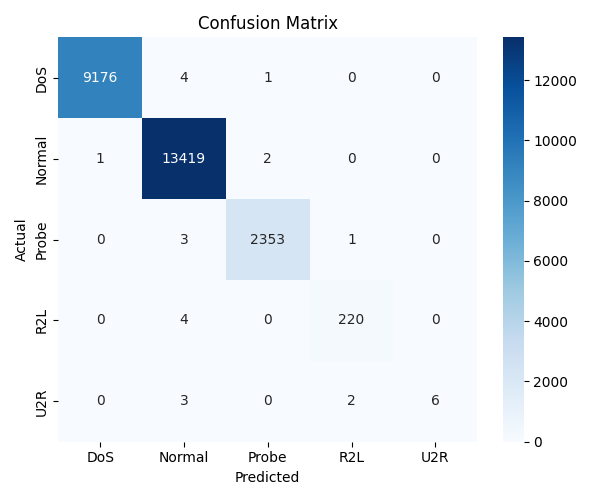 Confusion Matrix
Actual
DoS 9176 4 1 0 0
Normal 1 13419 2 0 0
Probe 0 3 2353 1 0
R2L 0 4 0 220 0
U2R 0 3 0 2 6
DoS Normal Probe R2L U2R
Predicted
12000
10000
8000
6000
4000
2000
0